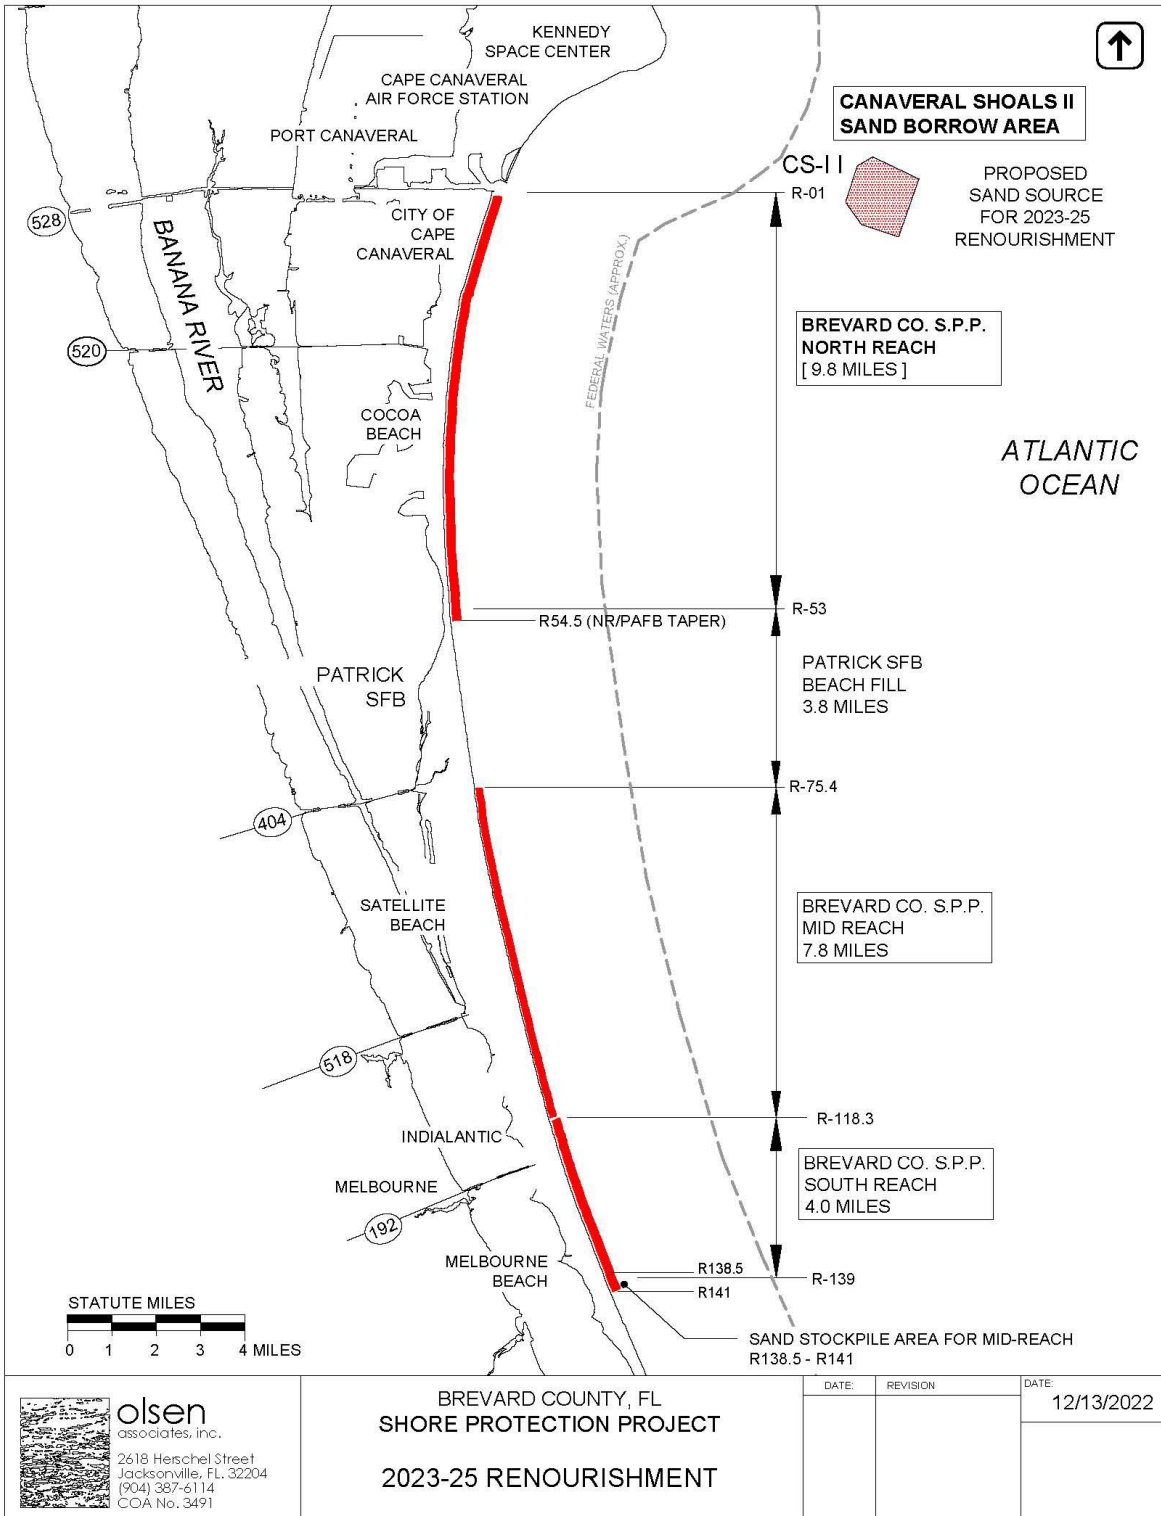 KENNEDY
SPACE CENTER
CAPE CANAVERAL
AIR FORCE STATION
PORT CANAVERAL
CANAVERAL SHOALS II
SAND BORROW AREA
CS-I I
PROPOSED
SAND SOURCE
FOR 2023-25
RENOURISHMENT
R-01
528
CITY OF
CAPE
CANAVERAL
BANANA RIVER
FEDERAL WATERS (APPROX.)
520
BREVARD CO. S.P.P.
NORTH REACH
[ 9.8 MILES ]
COCOA
BEACH
ATLANTIC
OCEAN
R-53
R54.5 (NR/PAFB TAPER)
PATRICK
SFB
PATRICK SFB
BEACH FILL
3.8 MILES
R-75.4
404
SATELLITE
BEACH
BREVARD CO. S.P.P.
MID REACH
7.8 MILES
518
R-118.3
INDIALANTIC
MELBOURNE
192
BREVARD CO. S.P.P.
SOUTH REACH
4.0 MILES
MELBOURNE
BEACH
R138.5
R-139
R141
SAND STOCKPILE AREA FOR MID-REACH
R138.5 - R141
STATUTE MILES
0 1 2 3 4 MILES
olsen
associates, inc.
2618 Herschel Street
Jacksonville, FL. 32204
(904) 387-6114
COA No. 3491
BREVARD COUNTY, FL
SHORE PROTECTION PROJECT
2023-25 RENOURISHMENT
DATE: REVISION
DATE:
12/13/2022